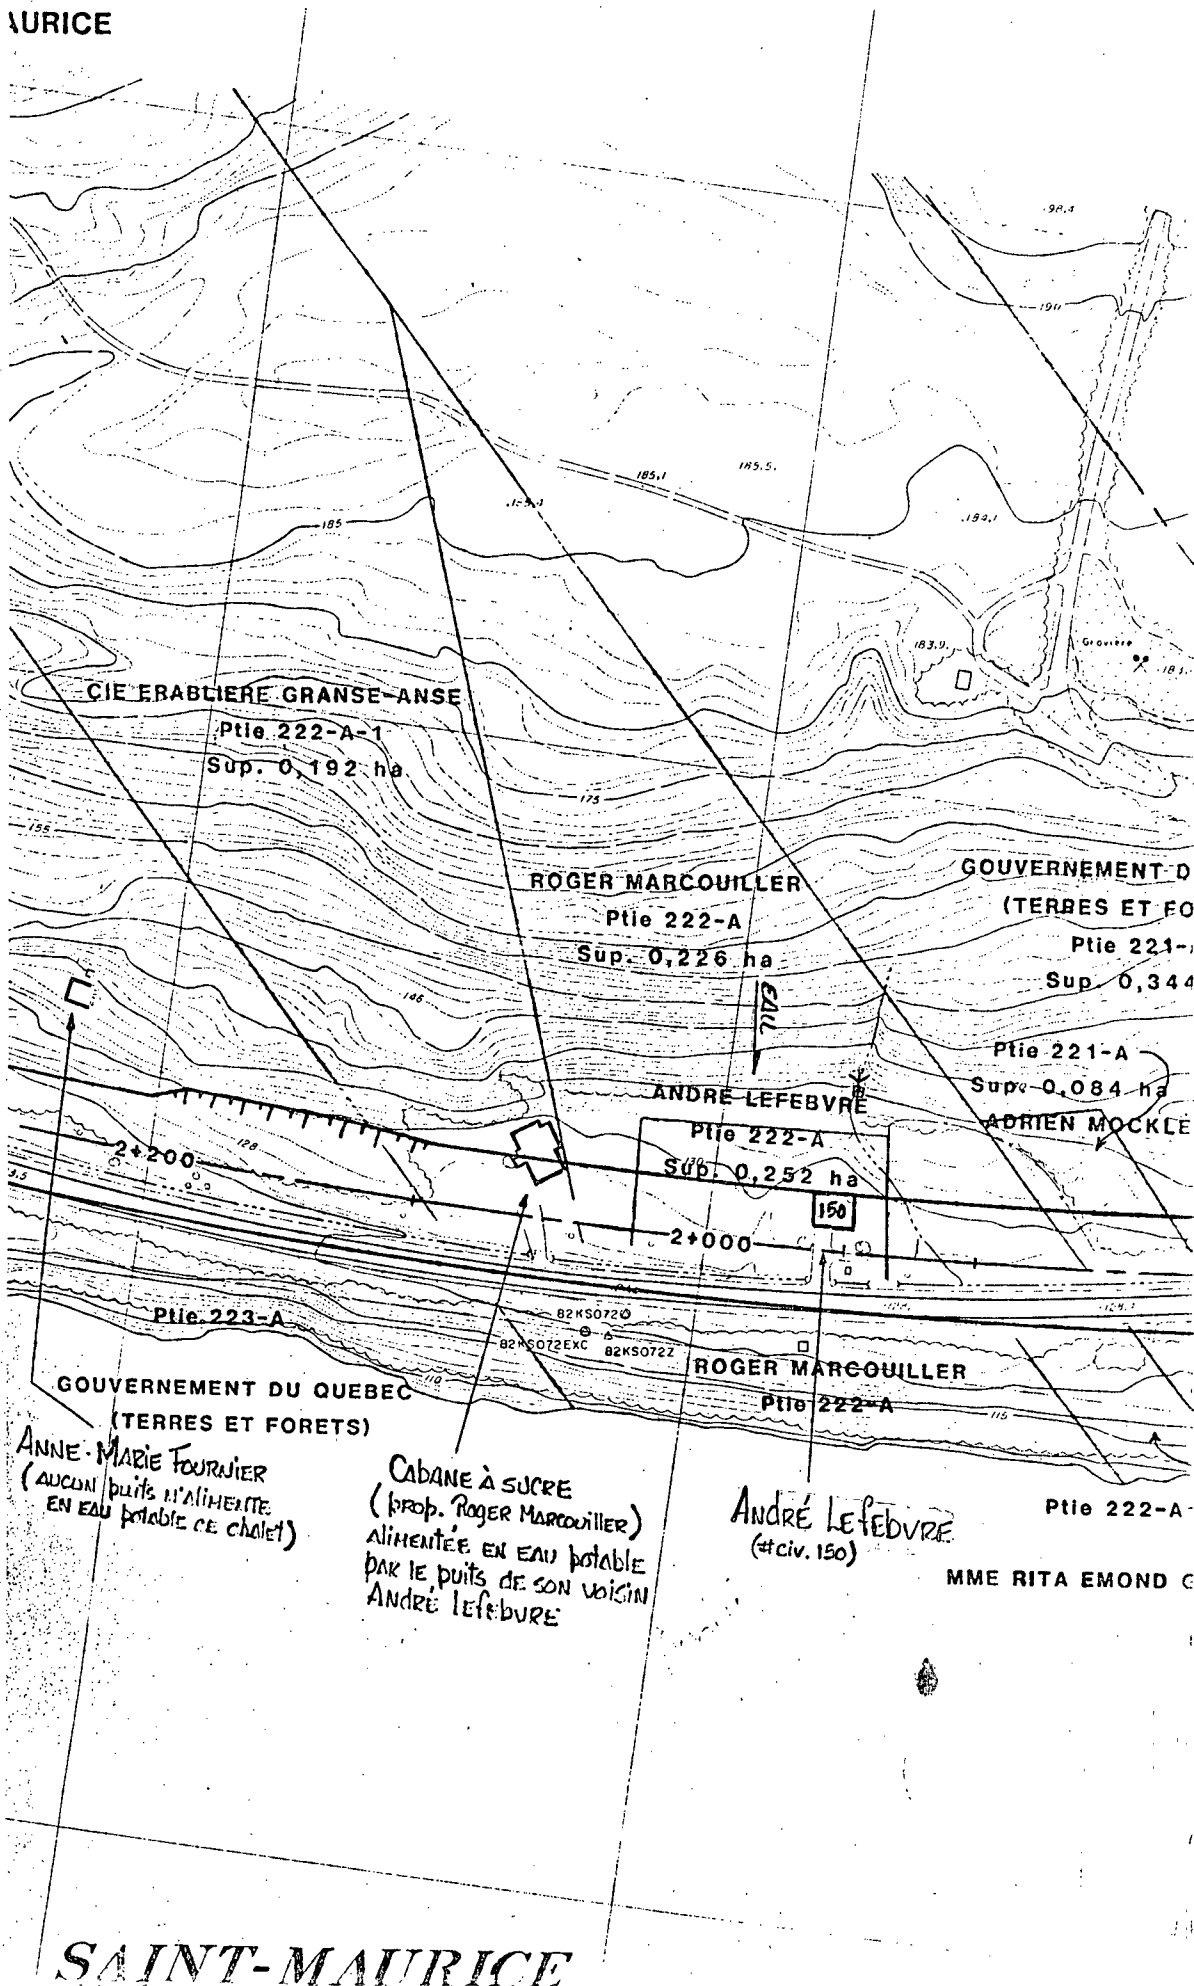 AURICE
98.4
190
185.1
185.5
185
184.1
183.9
Gravière
CIE ERABLIERE GRANSE-ANSE
Ptie 222-A-1
Sup. 0,192 ha
175
155
ROGER MARCOUILLER
Ptie 222-A
Sup. 0,226 ha
GOUVERNEMENT D
(TERRES ET FO
Ptie 221-
Sup. 0,344
EAU
146
Ptie 221-A
Sup. 0,084 ha
ADRIEN MOCKLE
ANDRE LEFEBVRE
Ptie 222-A
Sup. 0,252 ha
128
130
2+200
150
2+000
82KS072
82KS072EXC
82KS072Z
Ptie 223-A
ROGER MARCOUILLER
Ptie 222-A
110
115
GOUVERNEMENT DU QUEBEC
(TERRES ET FORETS)
ANNE-MARIE FOURNIER
(AUCUN puits N'ALIMENTE
EN EAU potable CE chalet)
CABANE À SUCRE
(prop. ROGER MARCOUILLER)
ALIMENTÉE EN EAU potable
PAR LE puits DE SON VOISIN
ANDRÉ LEFEBVRE
ANDRÉ LEFEBVRE
(#civ. 150)
Ptie 222-A
MME RITA EMOND G
SAINT-MAURICE